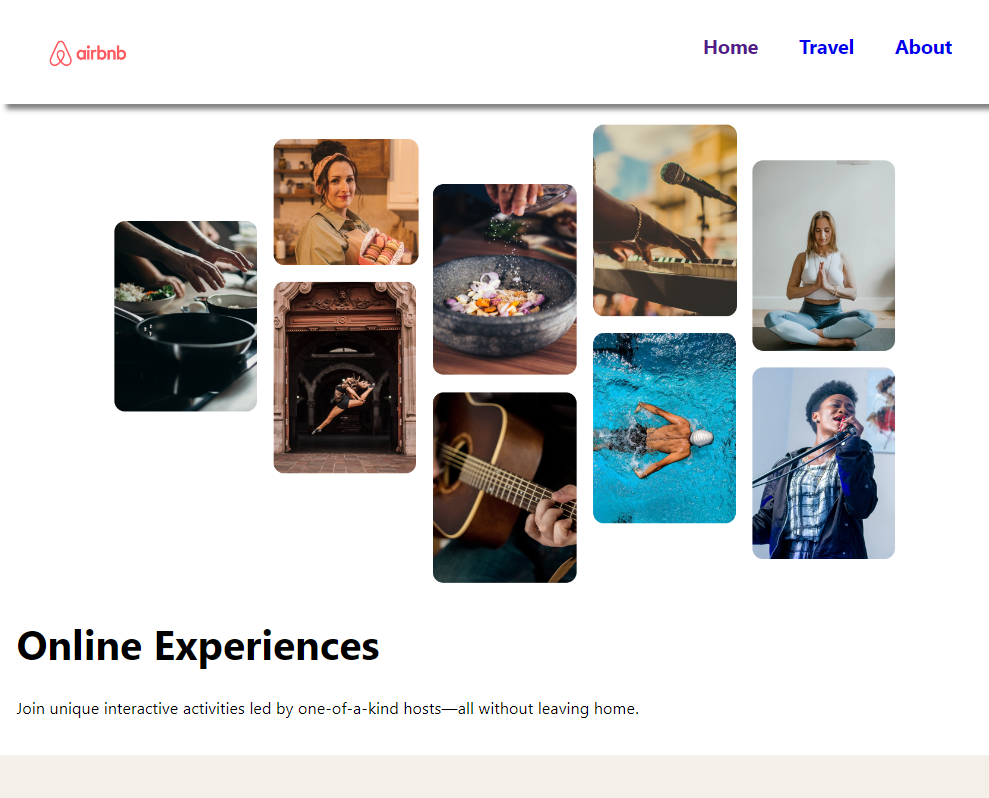 airbnb
Home
Travel
About
Online Experiences
Join unique interactive activities led by one-of-a-kind hosts—all without leaving home.